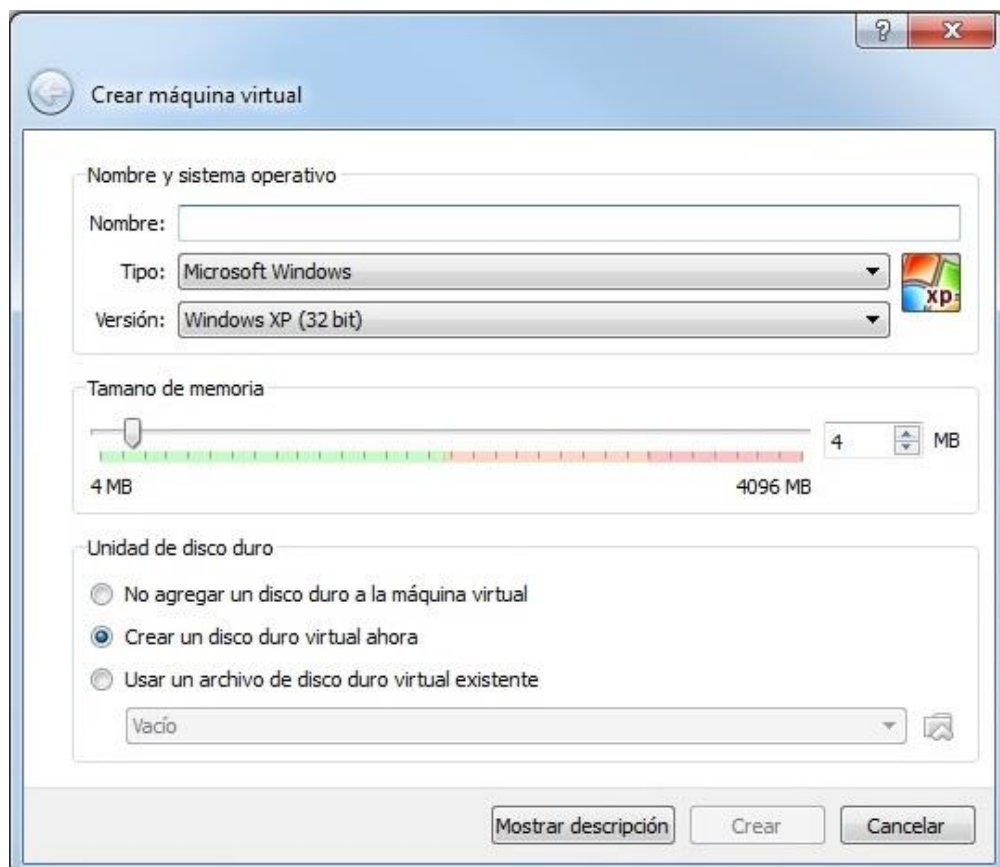 ?
x
Crear máquina virtual
Nombre y sistema operativo
Nombre:
Tipo: Microsoft Windows
xp
Versión: Windows XP (32 bit)
Tamano de memoria
4 MB
4 MB 4096 MB
Unidad de disco duro
No agregar un disco duro a la máquina virtual
Crear un disco duro virtual ahora
Usar un archivo de disco duro virtual existente
Vacío
Mostrar descripción Crear Cancelar